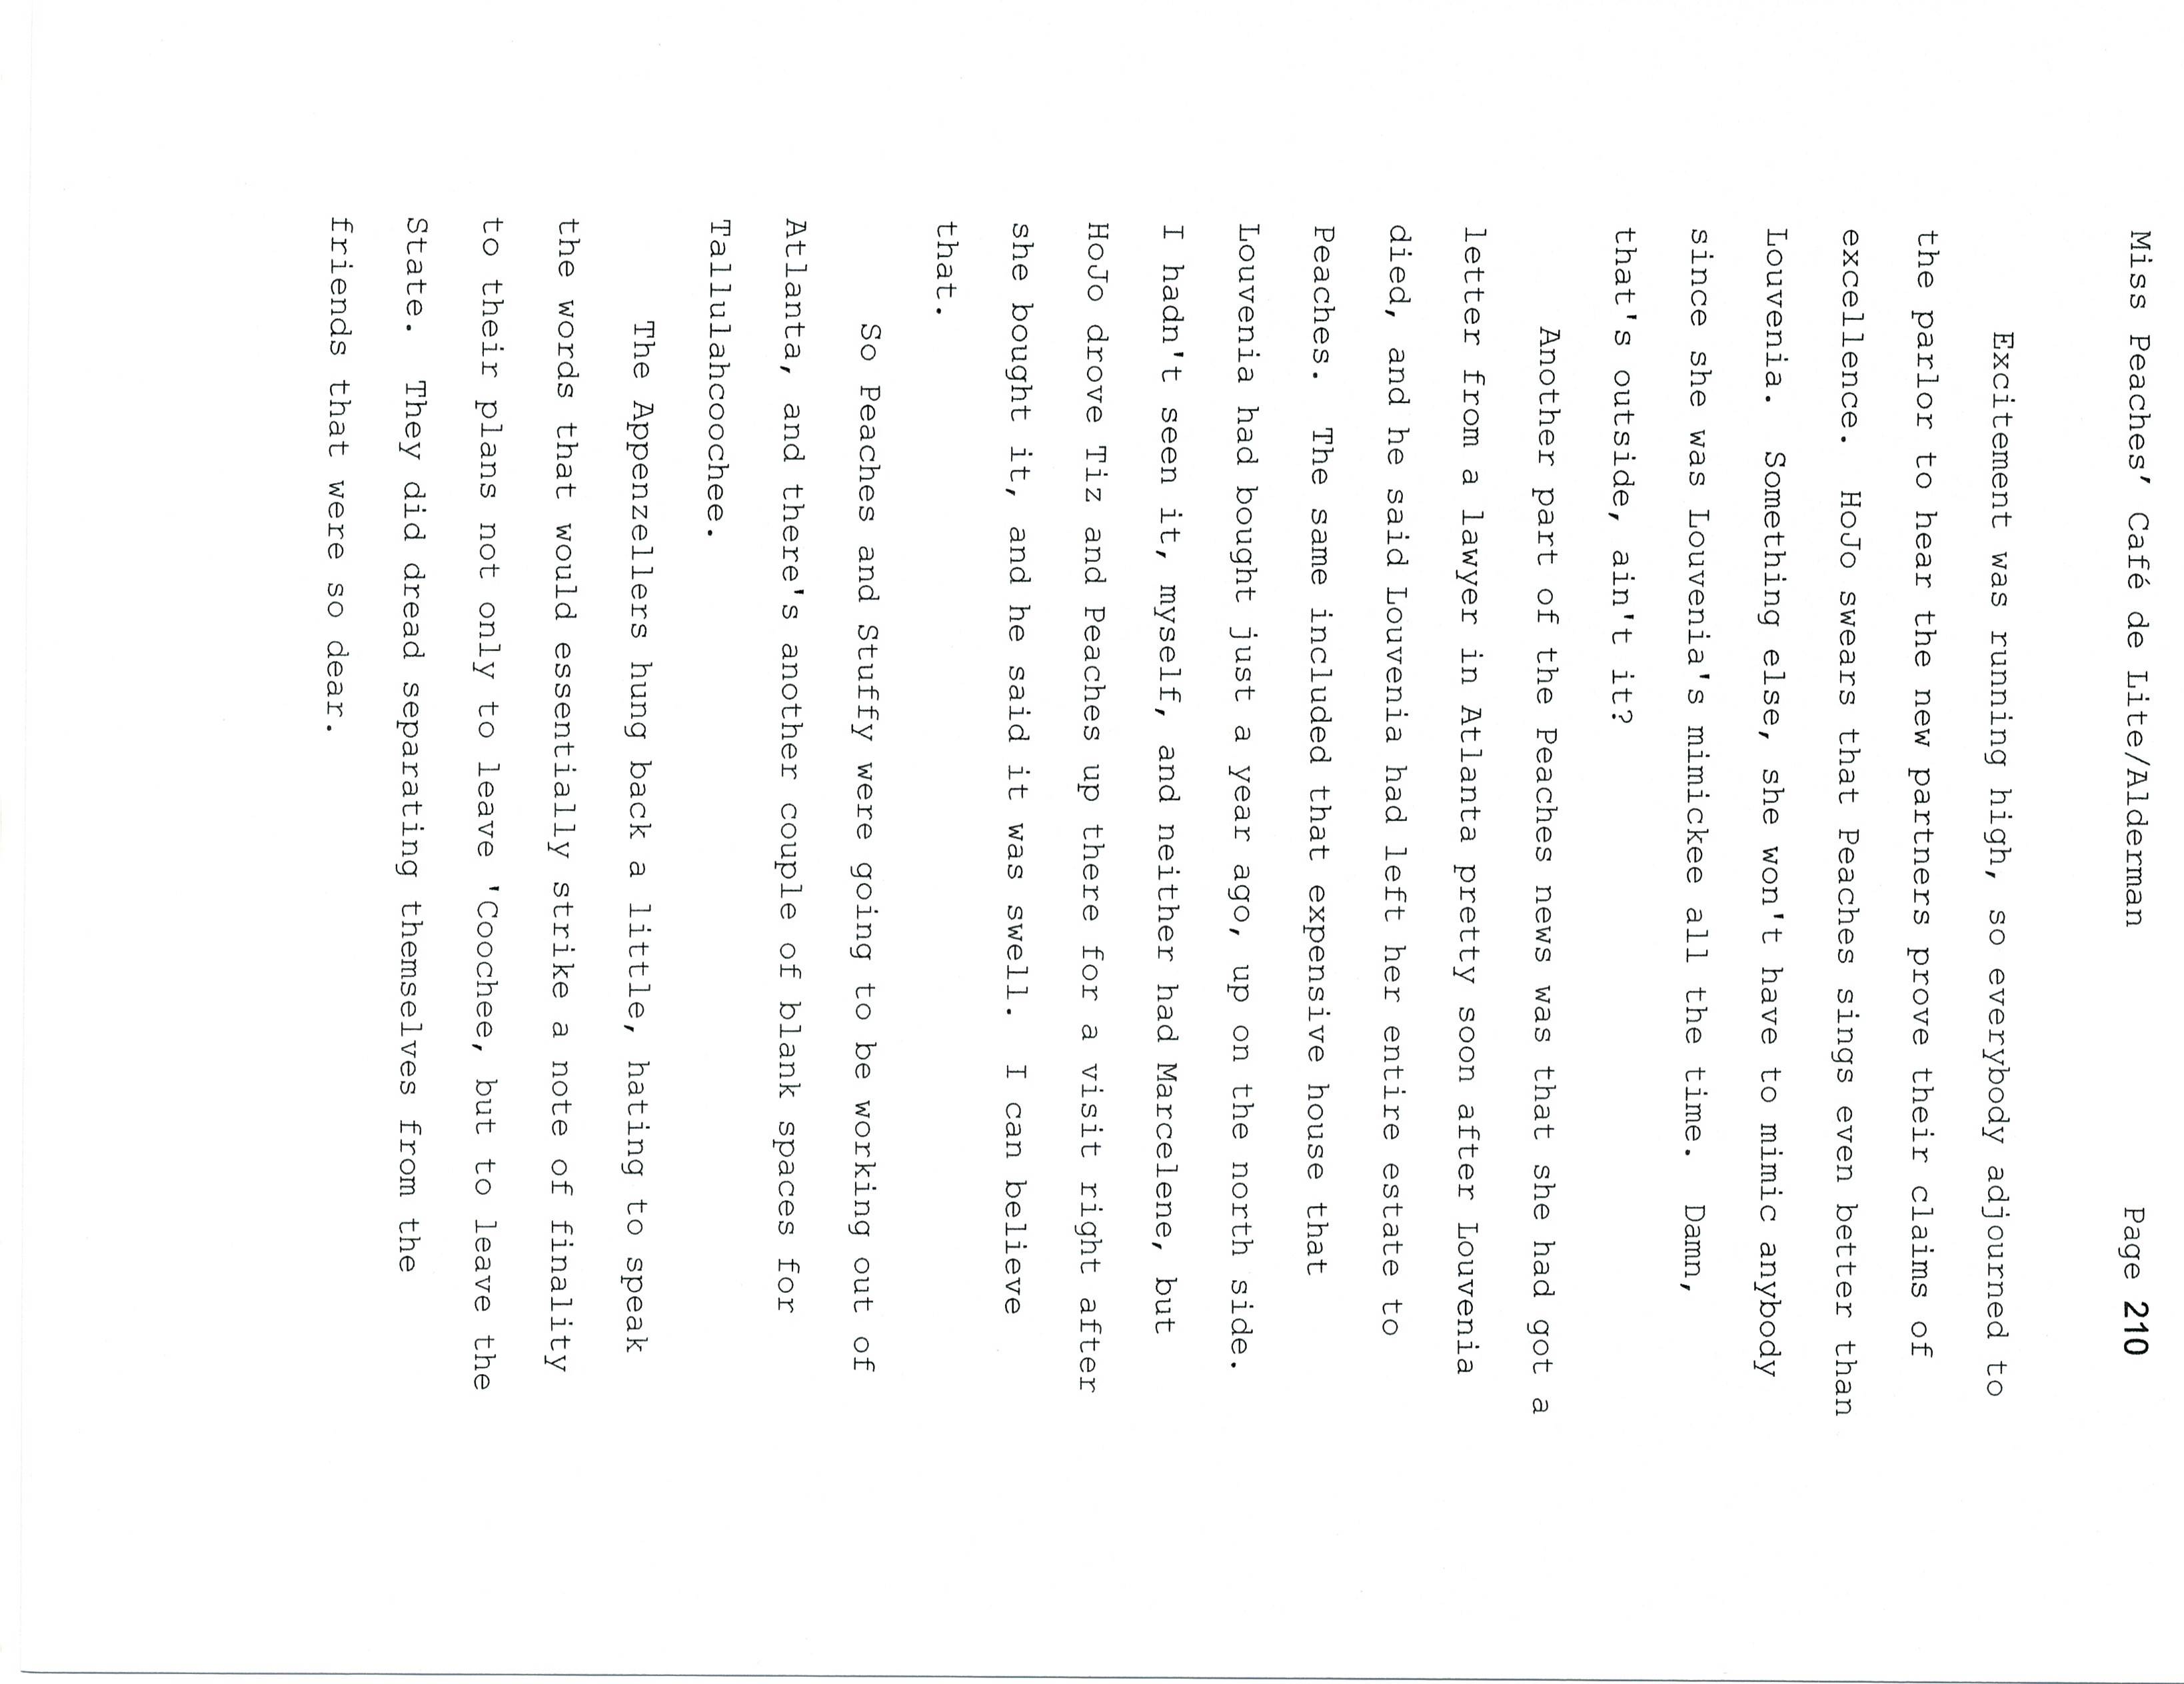 Miss Peaches’ Café de Lite/Alderman Page 210
Excitement was running high, so everybody adjourned to
the parlor to hear the new partners prove their claims of
excellence. HoJo swears that Peaches sings even better than
Louvenia. Something else, she won't have to mimic anybody
since she was Louvenia's mimickee all the time. Damn,
that's outside, ain't it?
Another part of the Peaches news was that she had got a
letter from a lawyer in Atlanta pretty soon after Louvenia
died, and he said Louvenia had left her entire estate to
Peaches. The same included that expensive house that
Louvenia had bought just a year ago, up on the north side.
I hadn't seen it, myself, and neither had Marcelene, but
HoJo drove Tiz and Peaches up there for a visit right after
she bought it, and he said it was swell. I can believe
that.
So Peaches and Stuffy were going to be working out of
Atlanta, and there's another couple of blank spaces for
Tallulahcoochee.
The Appenzellers hung back a little, hating to speak
the words that would essentially strike a note of finality
to their plans not only to leave 'Coochee, but to leave the
State. They did dread separating themselves from the
friends that were so dear.